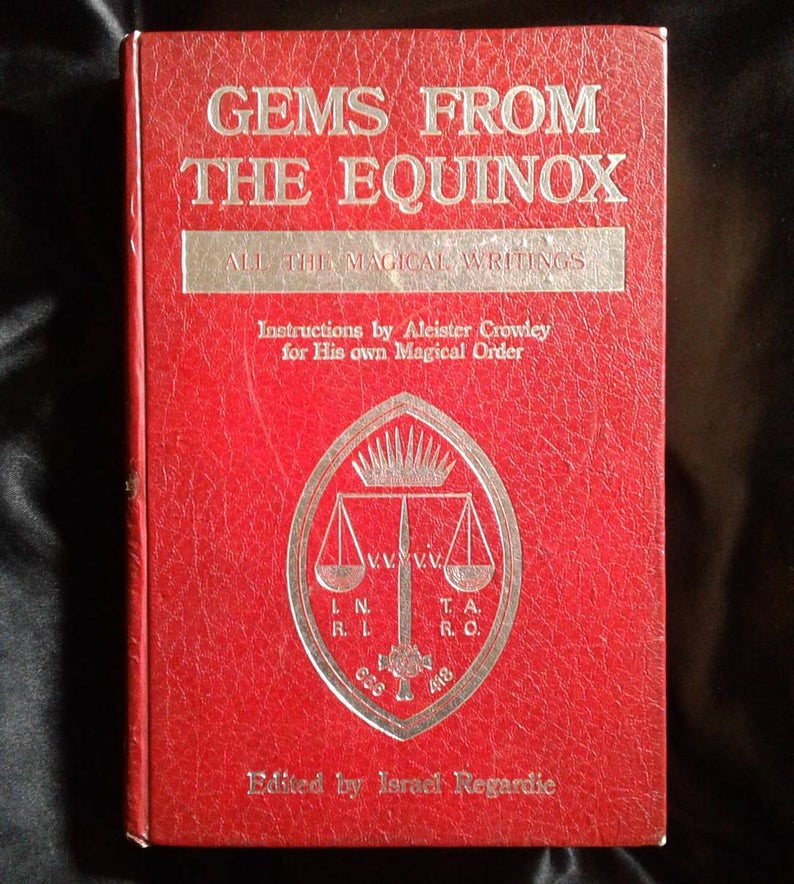 GEMS FROM
THE EQUINOX
ALL THE MAGICAL WRITINGS
Instructions by Aleister Crowley
for His own Magical Order
V.V. V.V.
I. N. T. A.
R. I. R. O.
666 418
Edited by Israel Regardie